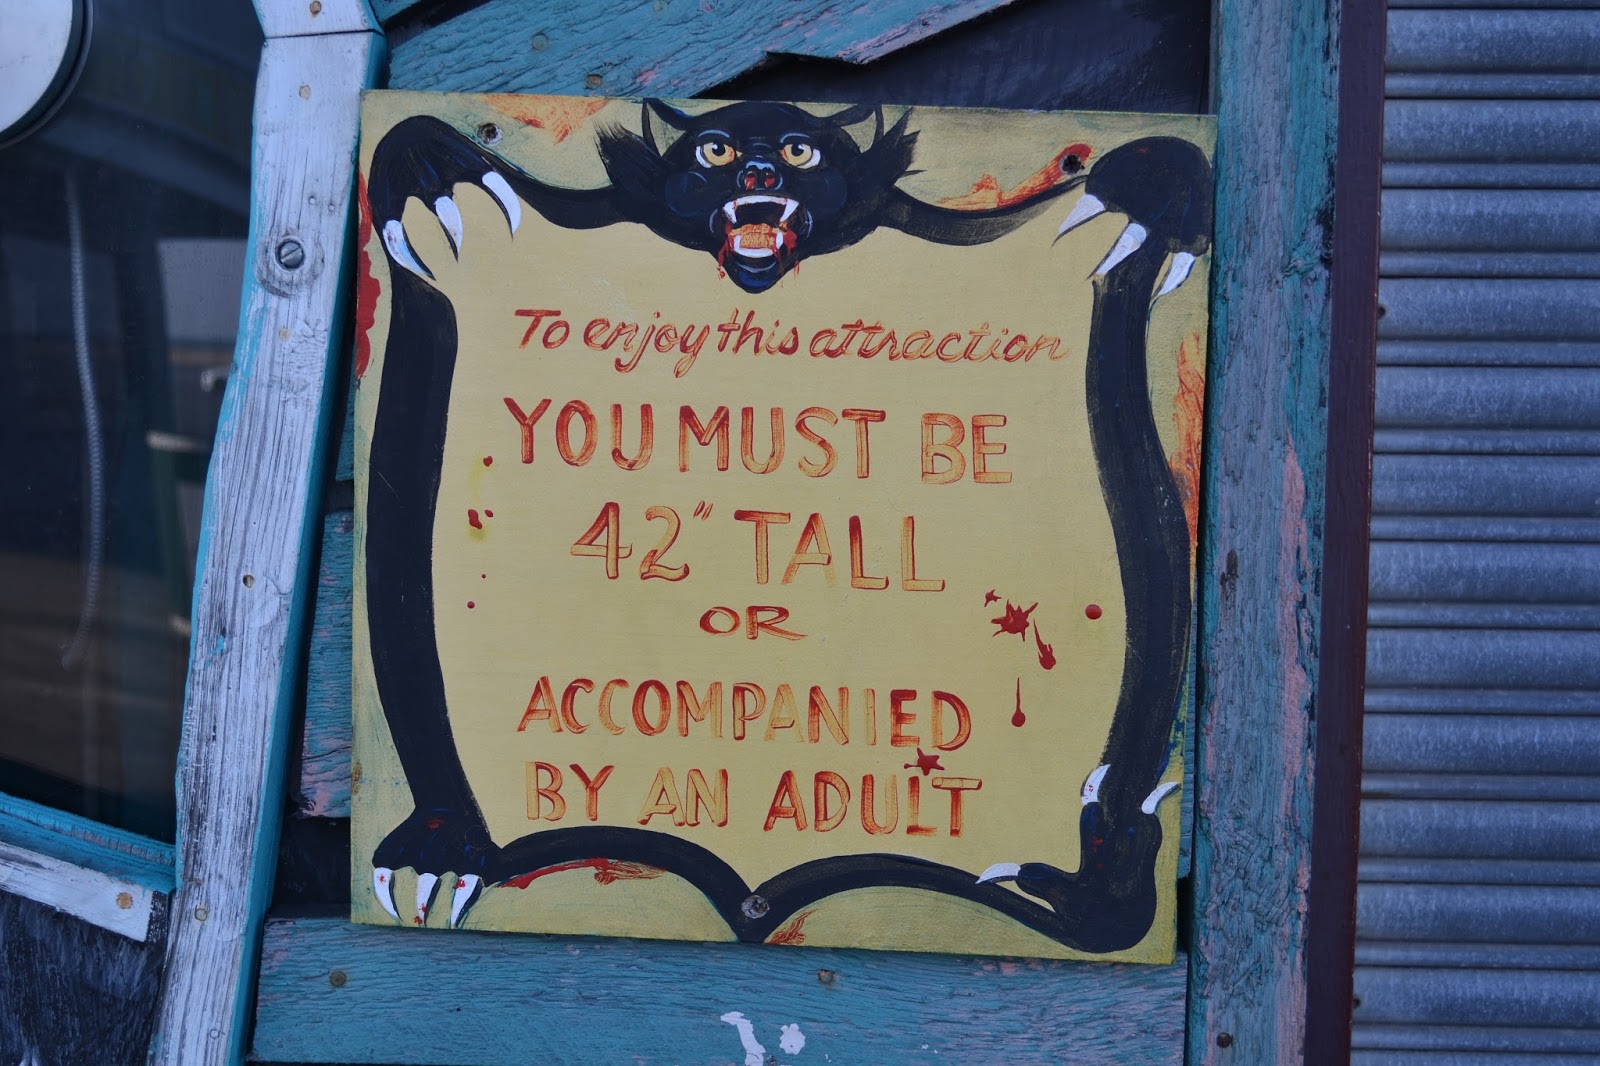 To enjoy this attraction
YOU MUST BE
42" TALL
OR
ACCOMPANIED
BY AN ADULT